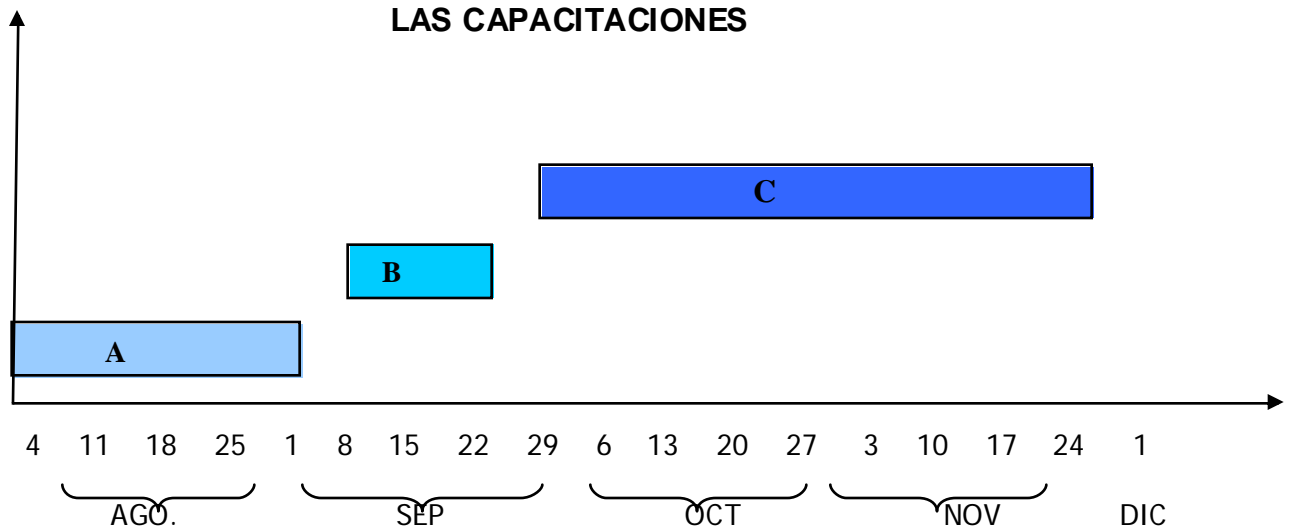 LAS CAPACITACIONES
C
B
A
4 11 18 25 1 8 15 22 29 6 13 20 27 3 10 17 24 1
AGO. SEP OCT NOV DIC